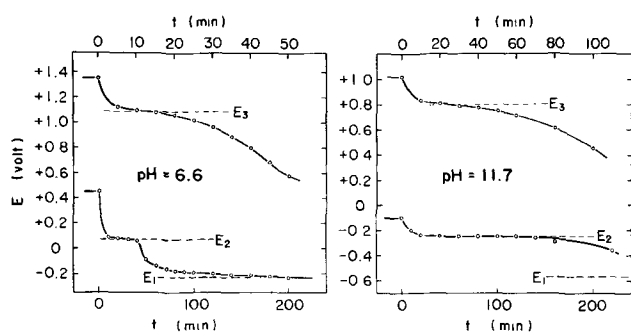 t (min)
0 10 20 30 40 50
t (min)
0 20 40 60 80 100
+1.4
+1.2
+1.0
+0.8
+0.6
+0.4
+0.2
0
-0.2
E (volt)
E3
pH = 6.6
E2
E1
0 100 200
t (min)
+1.0
+0.8
+0.6
+0.4
+0.2
0
-0.2
-0.4
-0.6
E3
pH = 11.7
E2
E1
0 100 200
t (min)